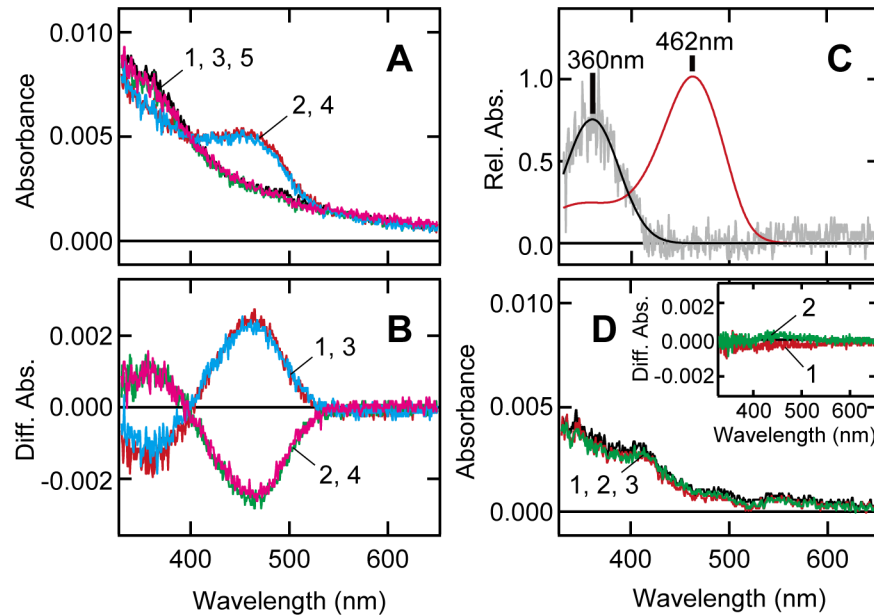 A
Absorbance
0.010
0.005
0.000
1, 3, 5
2, 4
B
Diff. Abs.
0.002
0.000
-0.002
1, 3
2, 4
400
500
600
Wavelength (nm)
C
Rel. Abs.
1.0
0.5
0.0
360nm
462nm
D
Absorbance
0.010
0.005
0.000
1, 2, 3
400
500
600
Wavelength (nm)
Diff. Abs.
0.002
0.000
-0.002
2
1
400
500
600
Wavelength (nm)